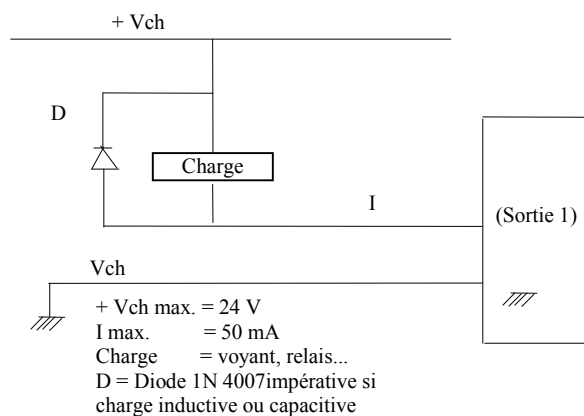 + Vch
D
Charge
I
(Sortie 1)
Vch
+ Vch max. = 24 V
I max. = 50 mA
Charge = voyant, relais...
D = Diode 1N 4007impérative si
charge inductive ou capacitive